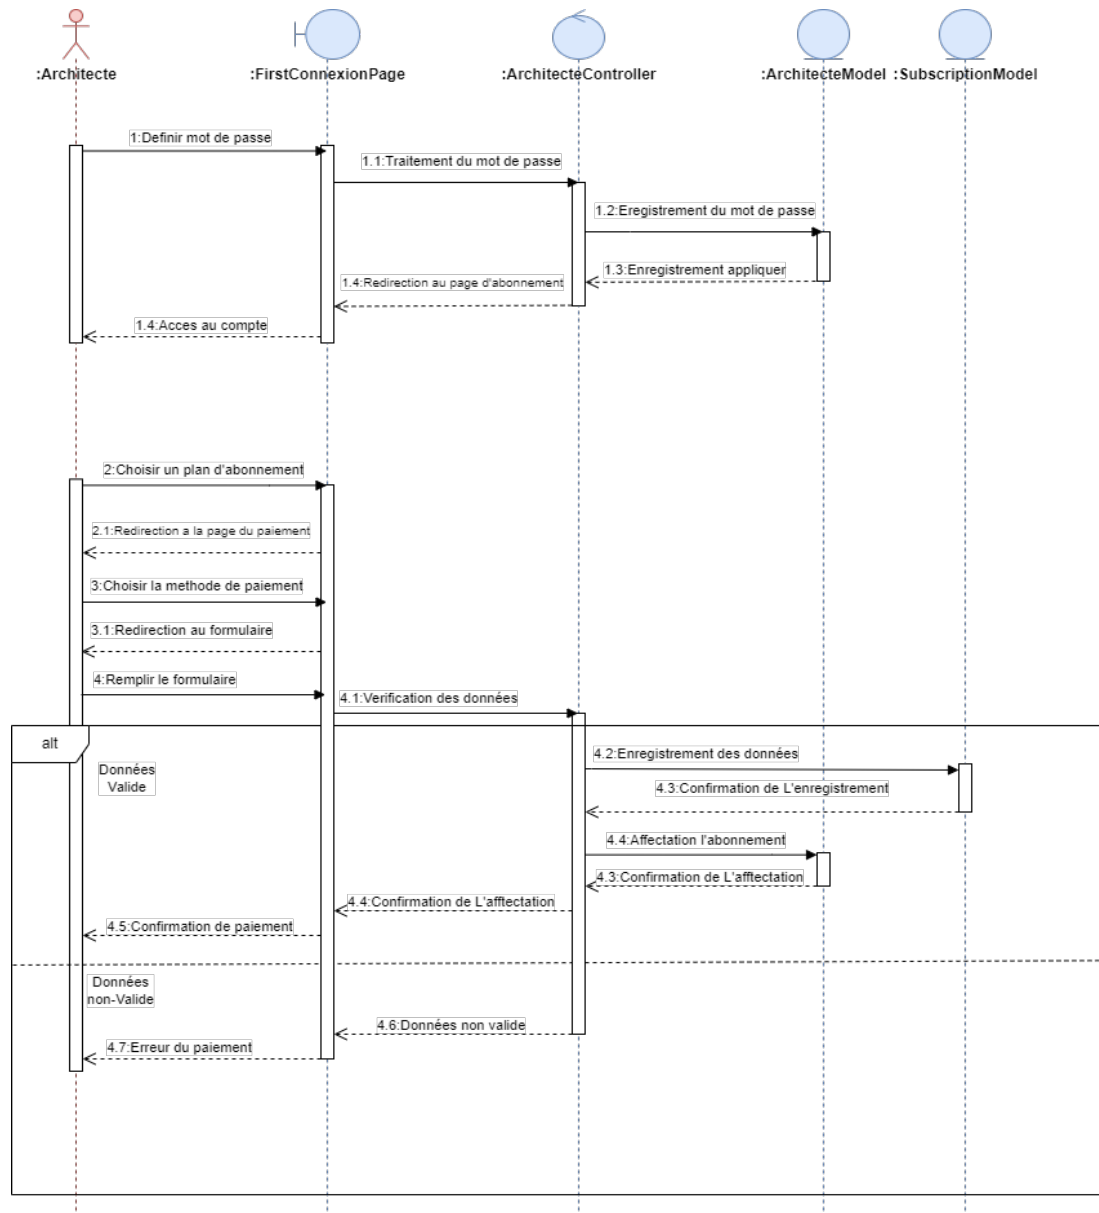 :Architecte
:FirstConnexionPage
:ArchitecteController
:ArchitecteModel
:SubscriptionModel
1:Definir mot de passe
1.1:Traitement du mot de passe
1.2:Eregistrement du mot de passe
1.3:Enregistrement appliquer
1.4:Redirection au page d'abonnement
1.4:Acces au compte
2:Choisir un plan d'abonnement
2.1:Redirection a la page du paiement
3:Choisir la methode de paiement
3.1:Redirection au formulaire
4:Remplir le formulaire
4.1:Verification des données
alt
Données
Valide
4.2:Enregistrement des données
4.3:Confirmation de L'enregistrement
4.4:Affectation l'abonnement
4.3:Confirmation de L'afftectation
4.4:Confirmation de L'afftectation
4.5:Confirmation de paiement
Données
non-Valide
4.6:Données non valide
4.7:Erreur du paiement